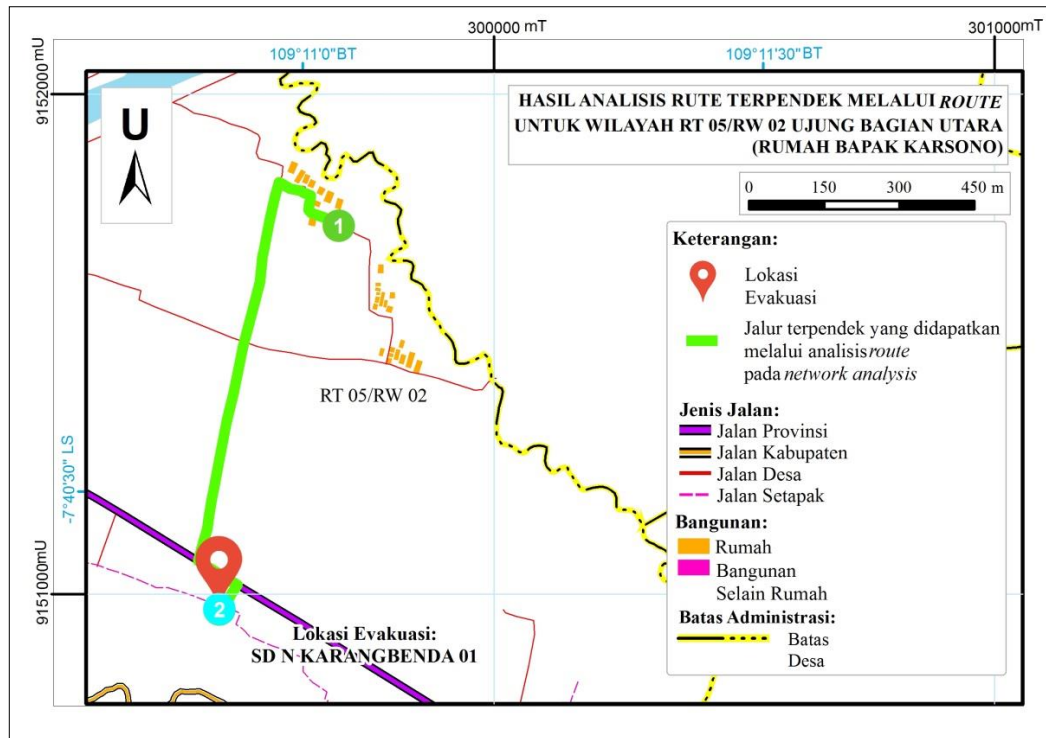 300000 mT
301000mT
109°11'0"BT
109°11'30"BT
9152000 mU
-7°40'30" LS
9151000mU
U
HASIL ANALISIS RUTE TERPENDEK MELALUI ROUTE
UNTUK WILAYAH RT 05/RW 02 UJUNG BAGIAN UTARA
(RUMAH BAPAK KARSONO)
0 150 300 450 m
Keterangan:
Lokasi
Evakuasi
Jalur terpendek yang didapatkan
melalui analisis route
pada network analysis
Jenis Jalan:
Jalan Provinsi
Jalan Kabupaten
Jalan Desa
Jalan Setapak
Bangunan:
Rumah
Bangunan
Selain Rumah
Batas Administrasi:
Batas
Desa
1
RT 05/RW 02
2
Lokasi Evakuasi:
SD N KARANGBENDA 01